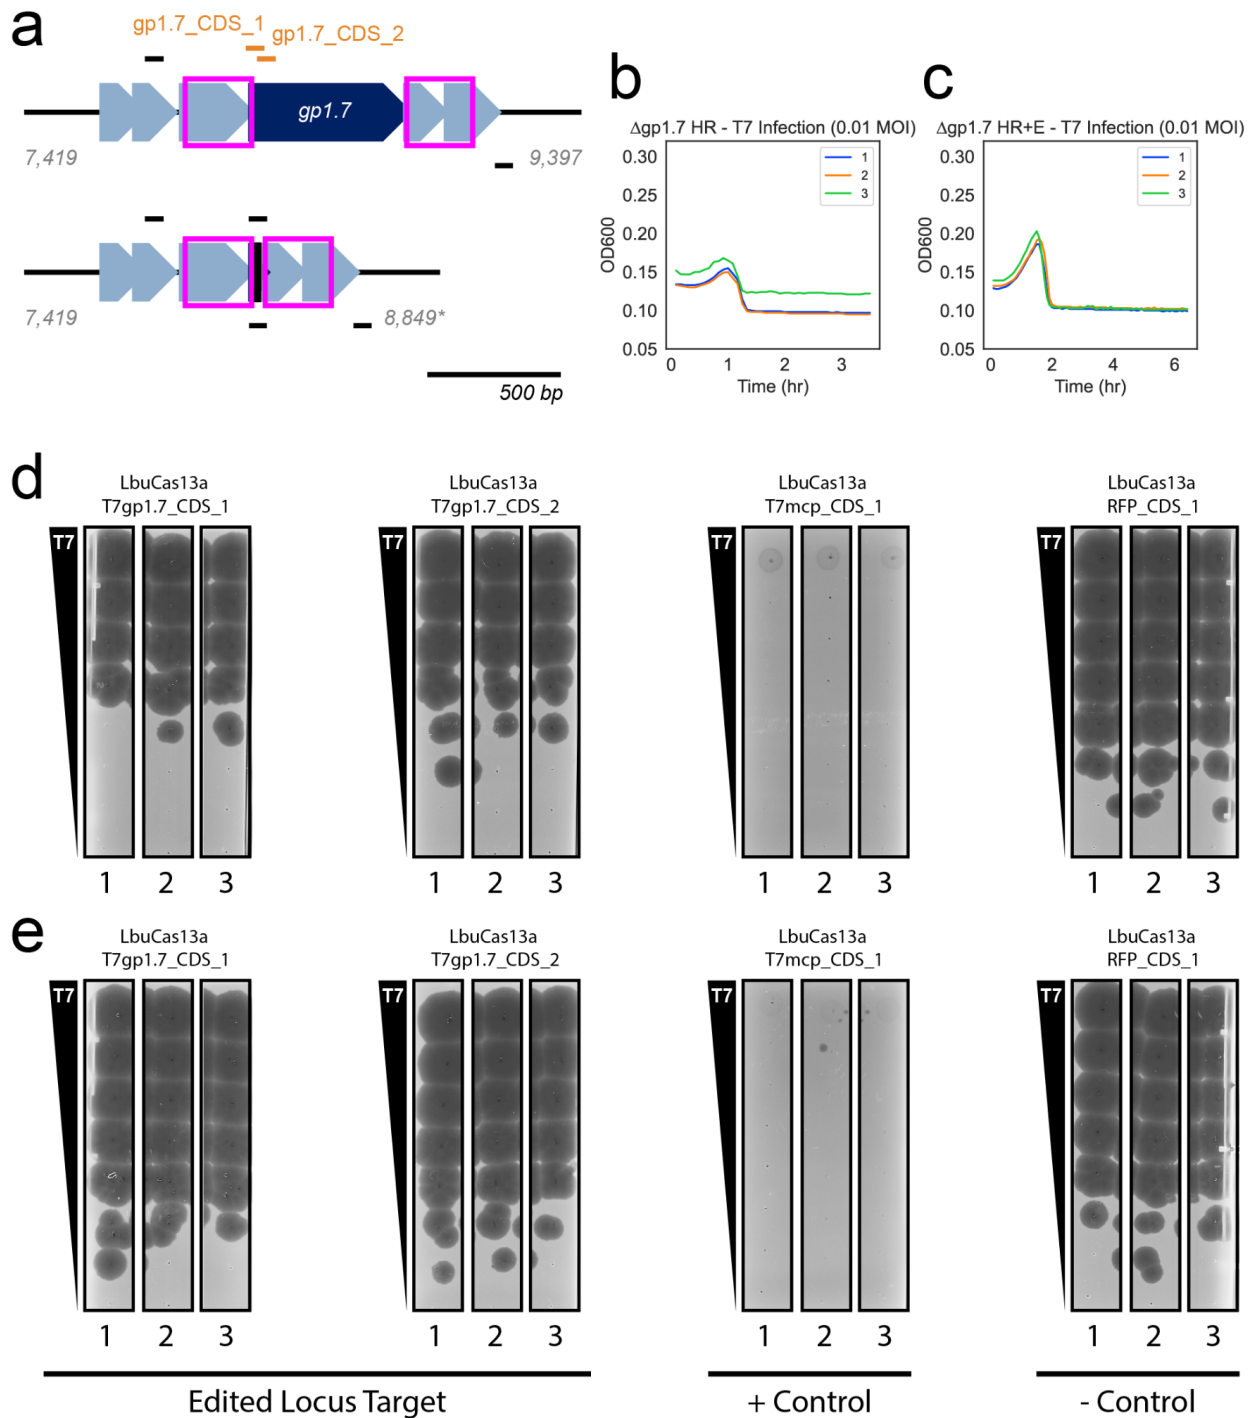 a
gp1.7_CDS_1
gp1.7_CDS_2
gp1.7
7,419
9,397
7,419
8,849*
500 bp
b
Δgp1.7 HR - T7 Infection (0.01 MOI)
0.30
0.25
0.20
0.15
0.10
0.05
OD600
1
2
3
0
1
2
3
Time (hr)
c
Δgp1.7 HR+E - T7 Infection (0.01 MOI)
0.30
0.25
0.20
0.15
0.10
0.05
OD600
1
2
3
0
2
4
6
Time (hr)
d
LbuCas13a
T7gp1.7_CDS_1
T7
1 2 3
LbuCas13a
T7gp1.7_CDS_2
T7
1 2 3
LbuCas13a
T7mcp_CDS_1
T7
1 2 3
LbuCas13a
RFP_CDS_1
T7
1 2 3
e
LbuCas13a
T7gp1.7_CDS_1
T7
1 2 3
LbuCas13a
T7gp1.7_CDS_2
T7
1 2 3
LbuCas13a
T7mcp_CDS_1
T7
1 2 3
LbuCas13a
RFP_CDS_1
T7
1 2 3
Edited Locus Target
+ Control
- Control